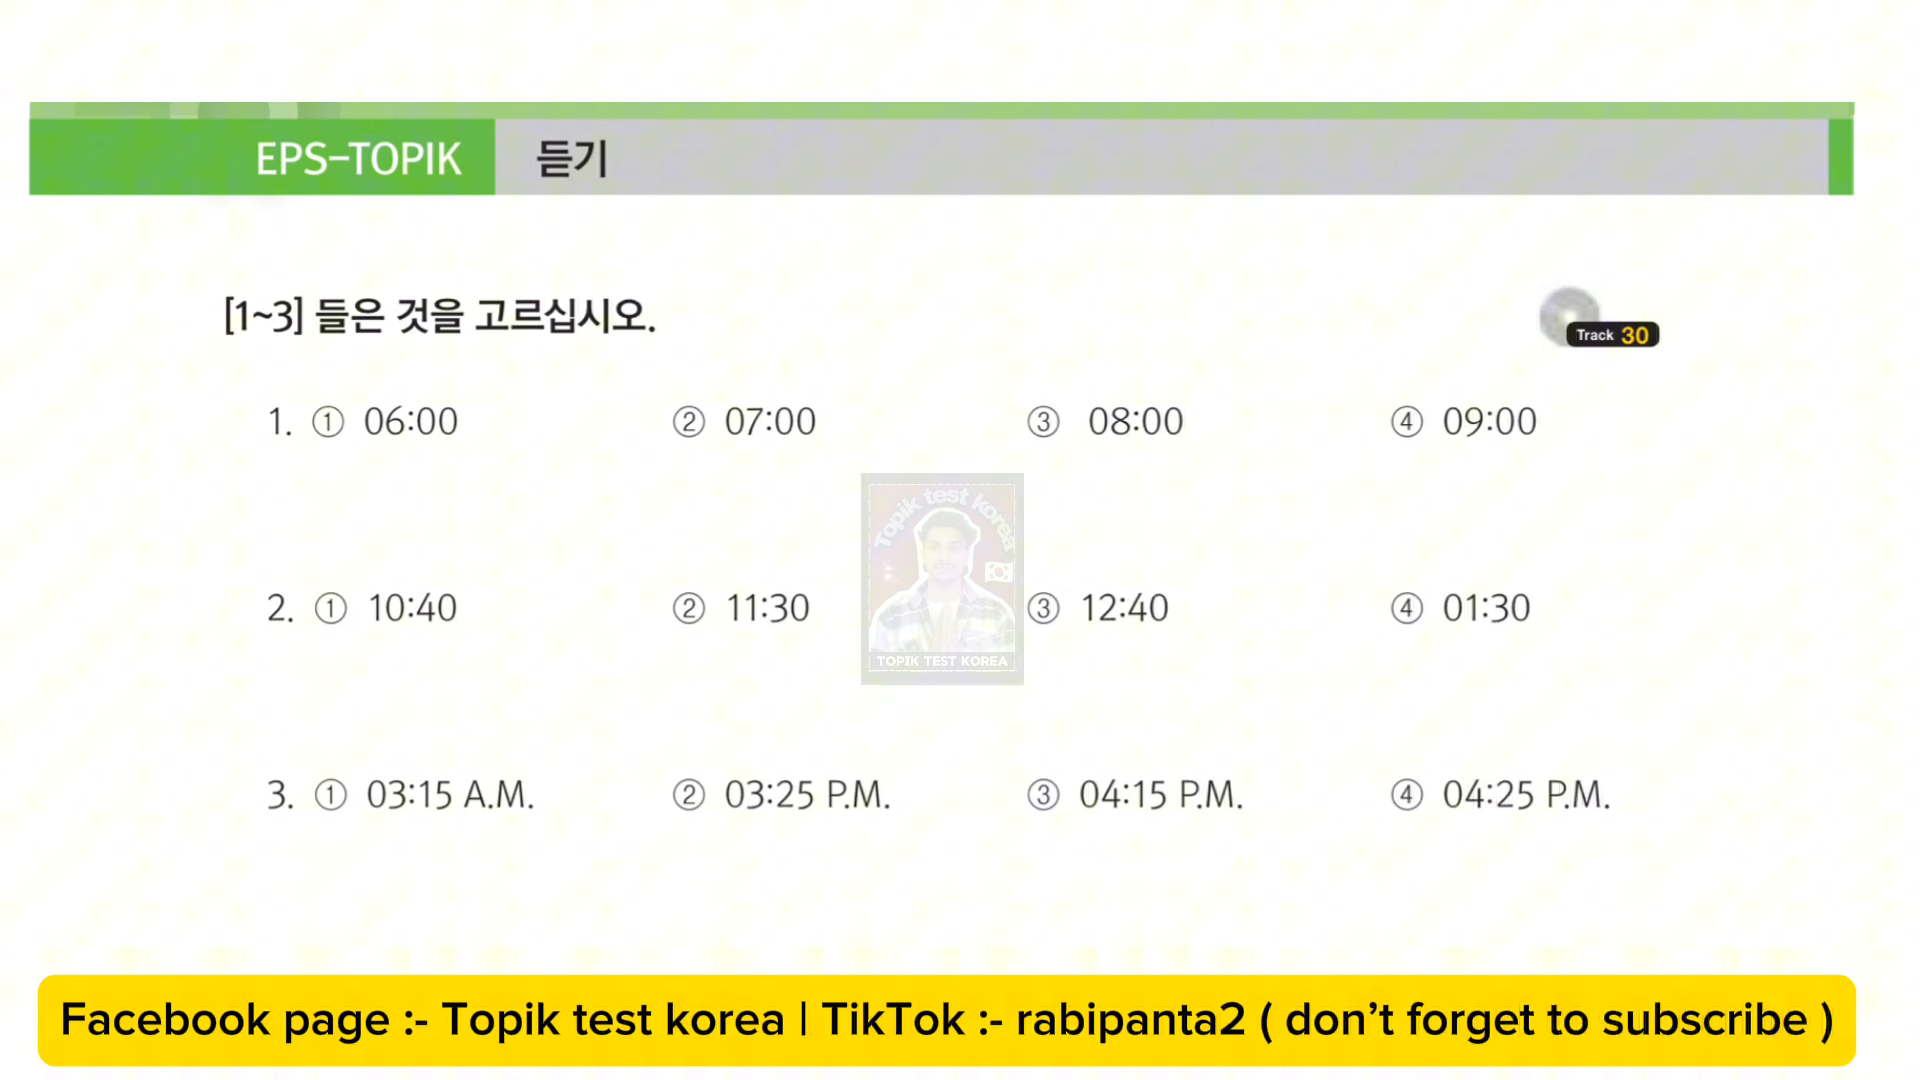 EPS-TOPIK 듣기
[1~3] 들은 것을 고르십시오.
Track 30
1. ① 06:00 ② 07:00 ③ 08:00 ④ 09:00
Topik test korea
2. ① 10:40 ② 11:30 ③ 12:40 ④ 01:30
TOPIK TEST KOREA
3. ① 03:15 A.M. ② 03:25 P.M. ③ 04:15 P.M. ④ 04:25 P.M.
Facebook page :- Topik test korea | TikTok :- rabipanta2 ( don’t forget to subscribe )